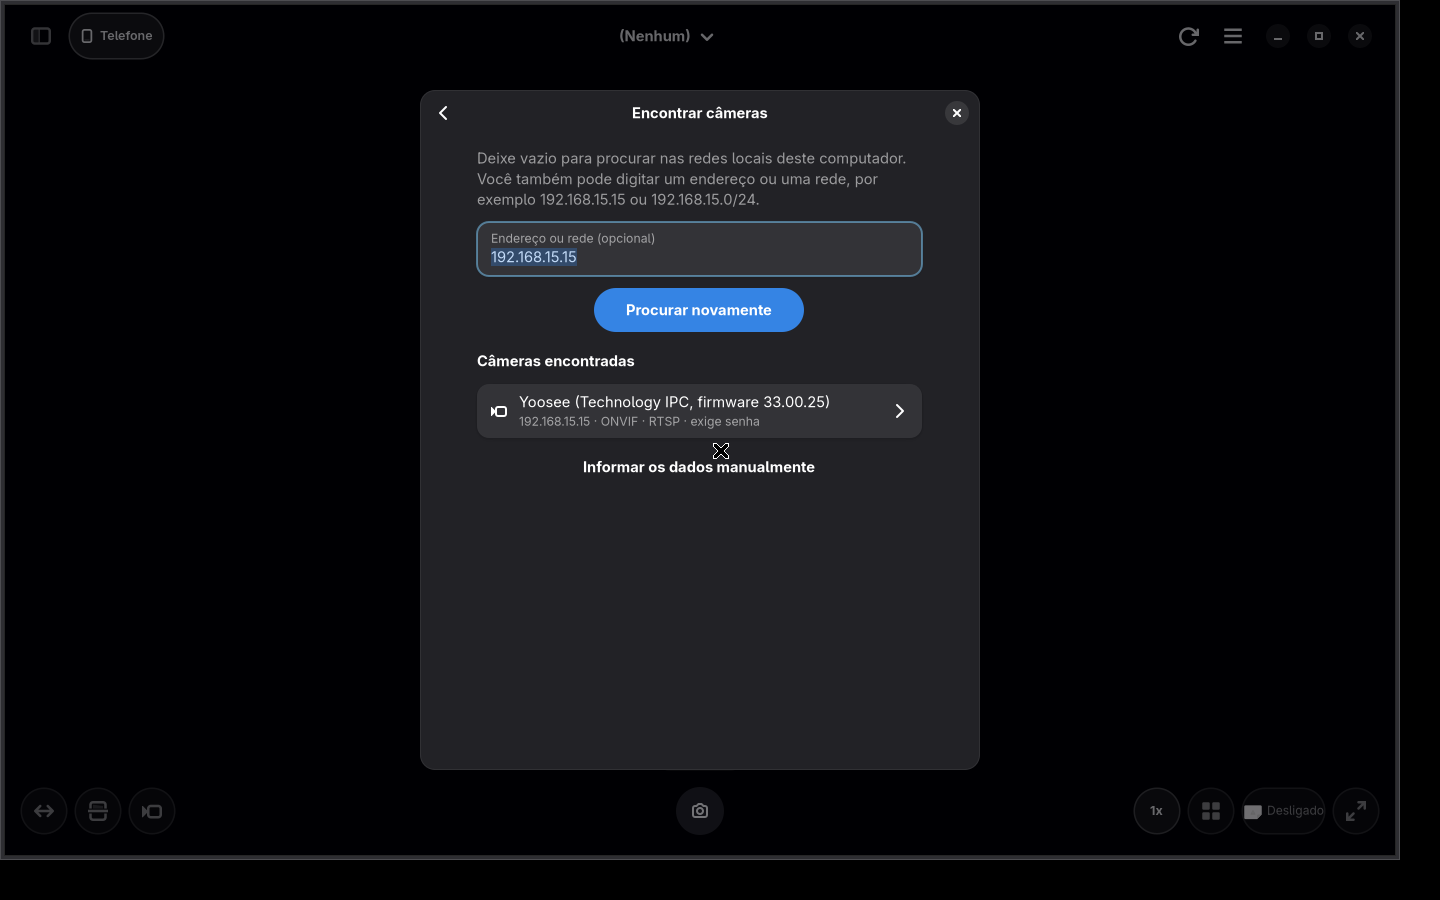 Telefone
(Nenhum)
Encontrar câmeras
Deixe vazio para procurar nas redes locais deste computador.
Você também pode digitar um endereço ou uma rede, por
exemplo 192.168.15.15 ou 192.168.15.0/24.
Endereço ou rede (opcional)
192.168.15.15
Procurar novamente
Câmeras encontradas
Yoosee (Technology IPC, firmware 33.00.25)
192.168.15.15 · ONVIF · RTSP · exige senha
Informar os dados manualmente
1x
Desligado